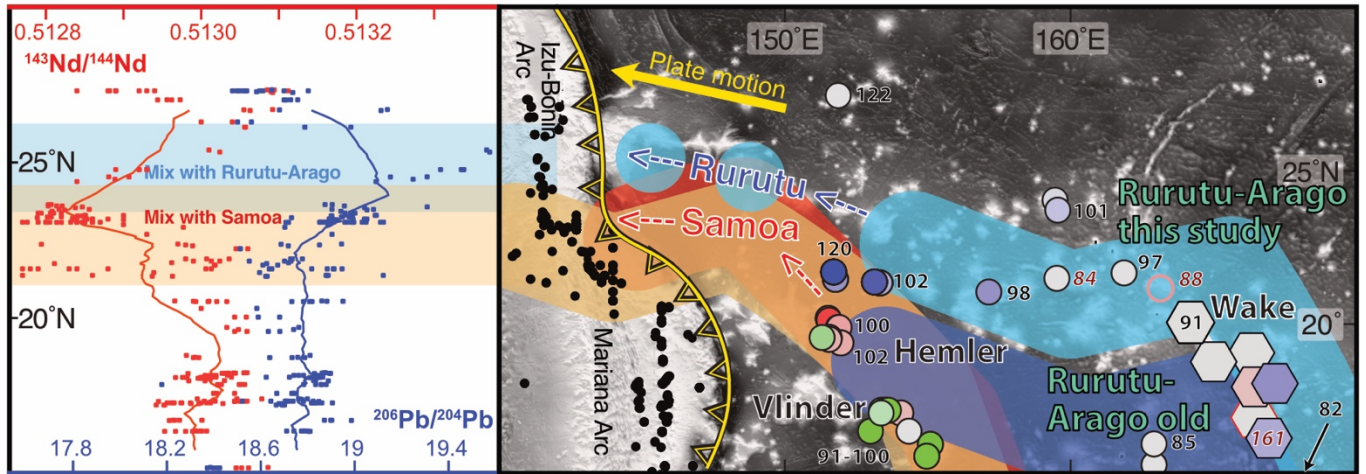 0.5128
0.5130
0.5132
143Nd/144Nd
25˚N
Mix with Rurutu-Arago
Mix with Samoa
20˚N
206Pb/204Pb
17.8
18.2
18.6
19
19.4
Izu-Bonin
Arc
Plate motion
150˚E
160˚E
122
25˚N
Rurutu
Samoa
Rurutu-Arago
this study
101
120
102
98
84
97
88
100
102
Hemler
91
Wake
20˚
Mariana Arc
Vlinder
91-100
Rurutu-
Arago old
85
161
82